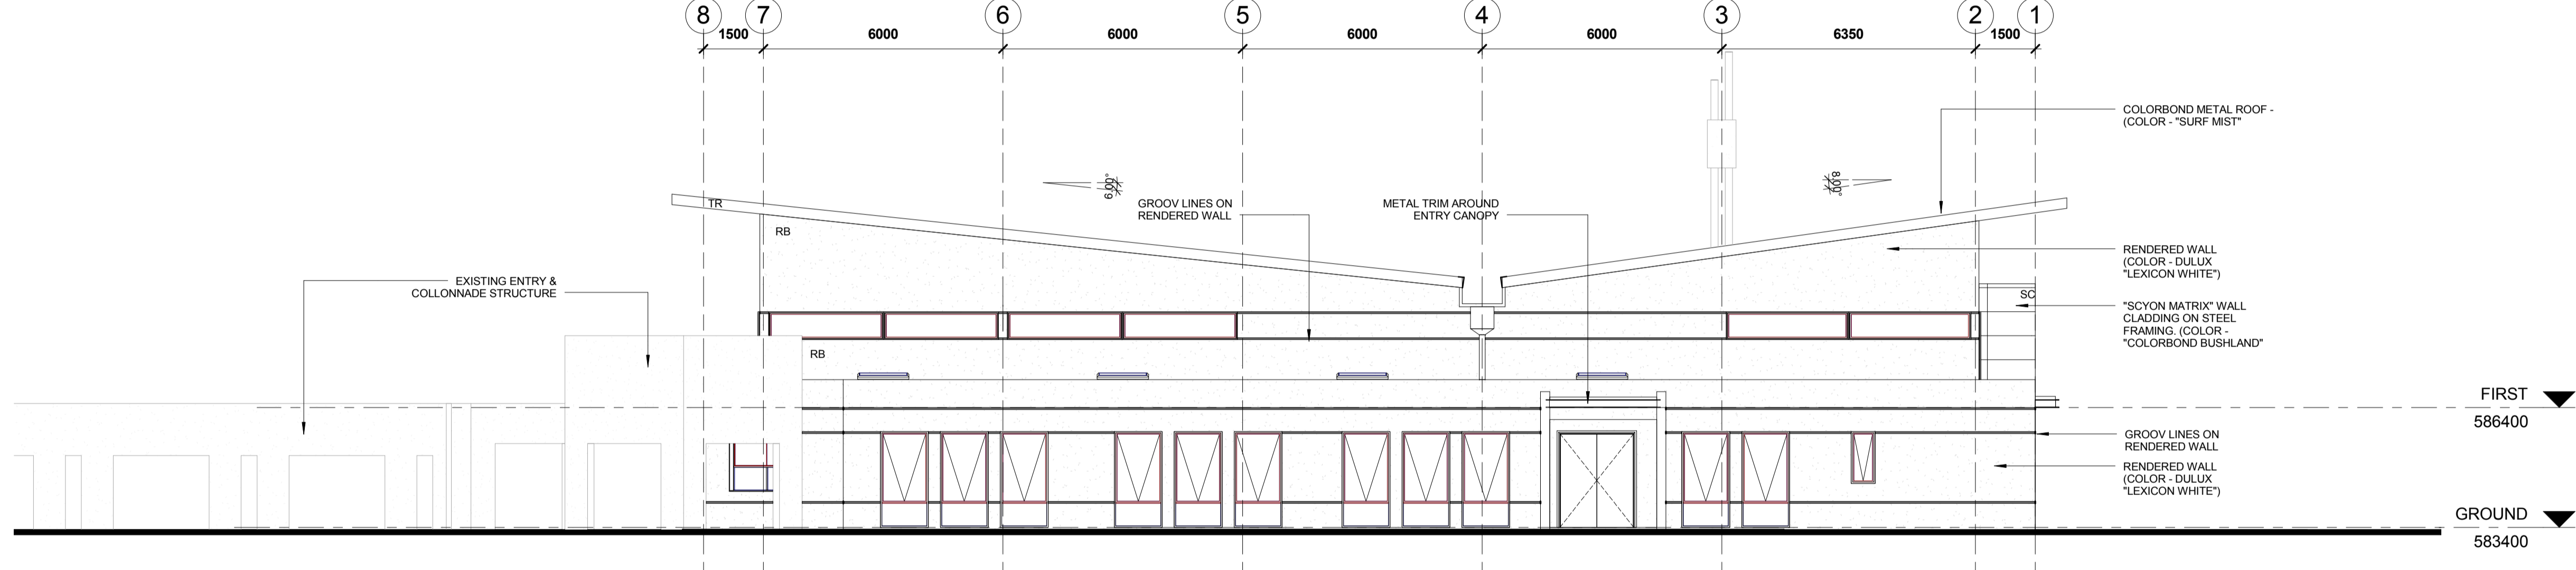 8 7 6 5 4 3 2 1
1500 6000 6000 6000 6000 6350 1500
COLORBOND METAL ROOF -
(COLOR - "SURF MIST"
6.00°
8.00°
TR
GROOV LINES ON
RENDERED WALL
METAL TRIM AROUND
ENTRY CANOPY
RB
RENDERED WALL
(COLOR - DULUX
"LEXICON WHITE")
EXISTING ENTRY &
COLLONNADE STRUCTURE
SC
"SCYON MATRIX" WALL
CLADDING ON STEEL
FRAMING. (COLOR -
"COLORBOND BUSHLAND"
RB
FIRST
586400
GROOV LINES ON
RENDERED WALL
RENDERED WALL
(COLOR - DULUX
"LEXICON WHITE")
GROUND
583400